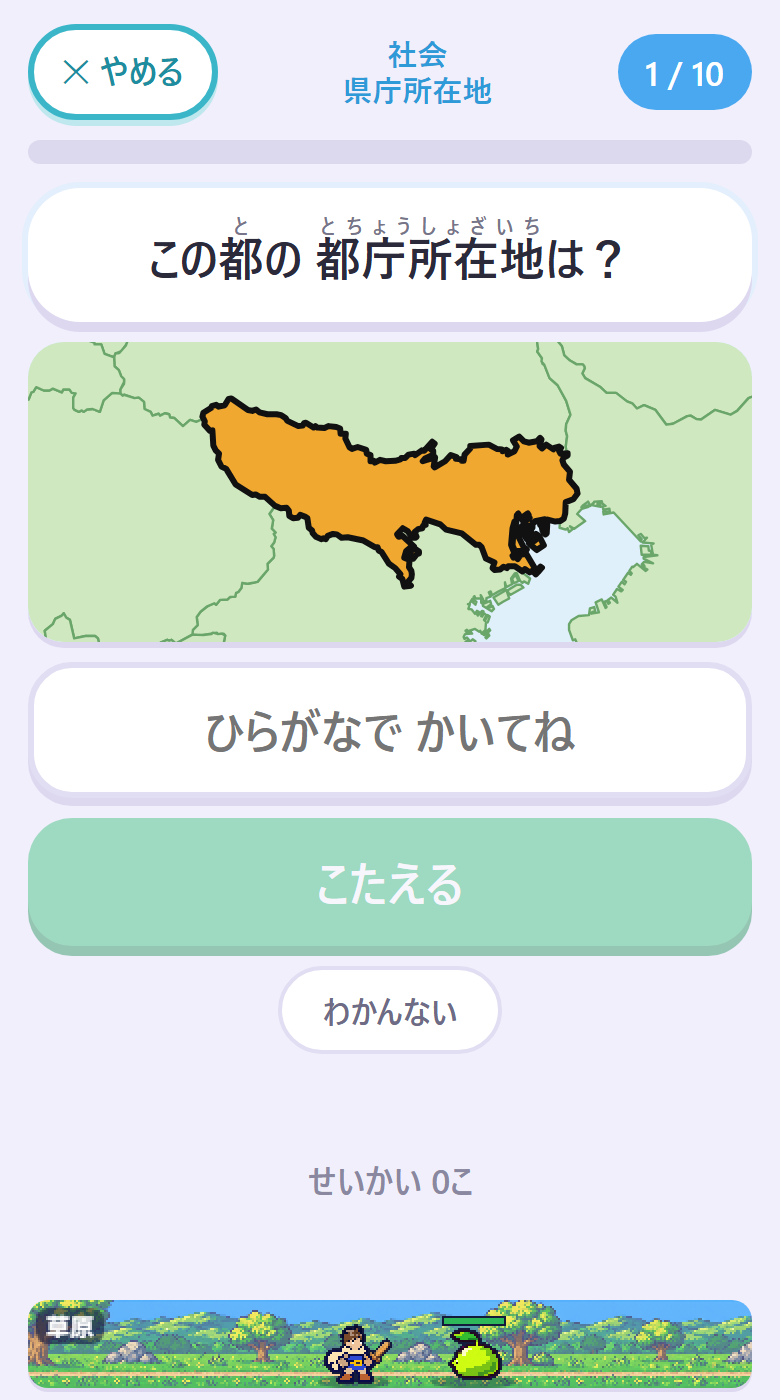 × やめる
社会
県庁所在地
1 / 10
と とちょうしょざいち
この都の 都庁所在地は？
ひらがなで かいてね
こたえる
わかんない
せいかい 0こ
草原